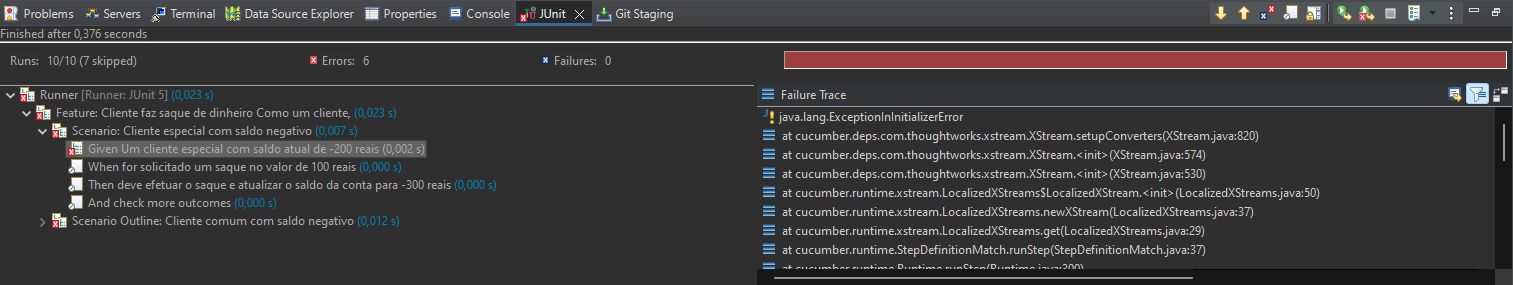 Problems Servers Terminal Data Source Explorer Properties Console JUnit Git Staging
Finished after 0,376 seconds
Runs: 10/10 (7 skipped) Errors: 6 Failures: 0
Runner [Runner: JUnit 5] (0,023 s)
Feature: Cliente faz saque de dinheiro Como um cliente, (0,023 s)
Scenario: Cliente especial com saldo negativo (0,007 s)
Given Um cliente especial com saldo atual de -200 reais (0,002 s)
When for solicitado um saque no valor de 100 reais (0,000 s)
Then deve efetuar o saque e atualizar o saldo da conta para -300 reais (0,000 s)
And check more outcomes (0,000 s)
Scenario Outline: Cliente comum com saldo negativo (0,012 s)
Failure Trace
java.lang.ExceptionInInitializerError
at cucumber.deps.com.thoughtworks.xstream.XStream.setupConverters(XStream.java:820)
at cucumber.deps.com.thoughtworks.xstream.XStream.<init>(XStream.java:574)
at cucumber.deps.com.thoughtworks.xstream.XStream.<init>(XStream.java:530)
at cucumber.runtime.xstream.LocalizedXStreams$LocalizedXStream.<init>(LocalizedXStreams.java:50)
at cucumber.runtime.xstream.LocalizedXStreams.newXStream(LocalizedXStreams.java:37)
at cucumber.runtime.xstream.LocalizedXStreams.get(LocalizedXStreams.java:29)
at cucumber.runtime.StepDefinitionMatch.runStep(StepDefinitionMatch.java:37)
at cucumber.runtime.Runtime.runStep(Runtime.java:300)